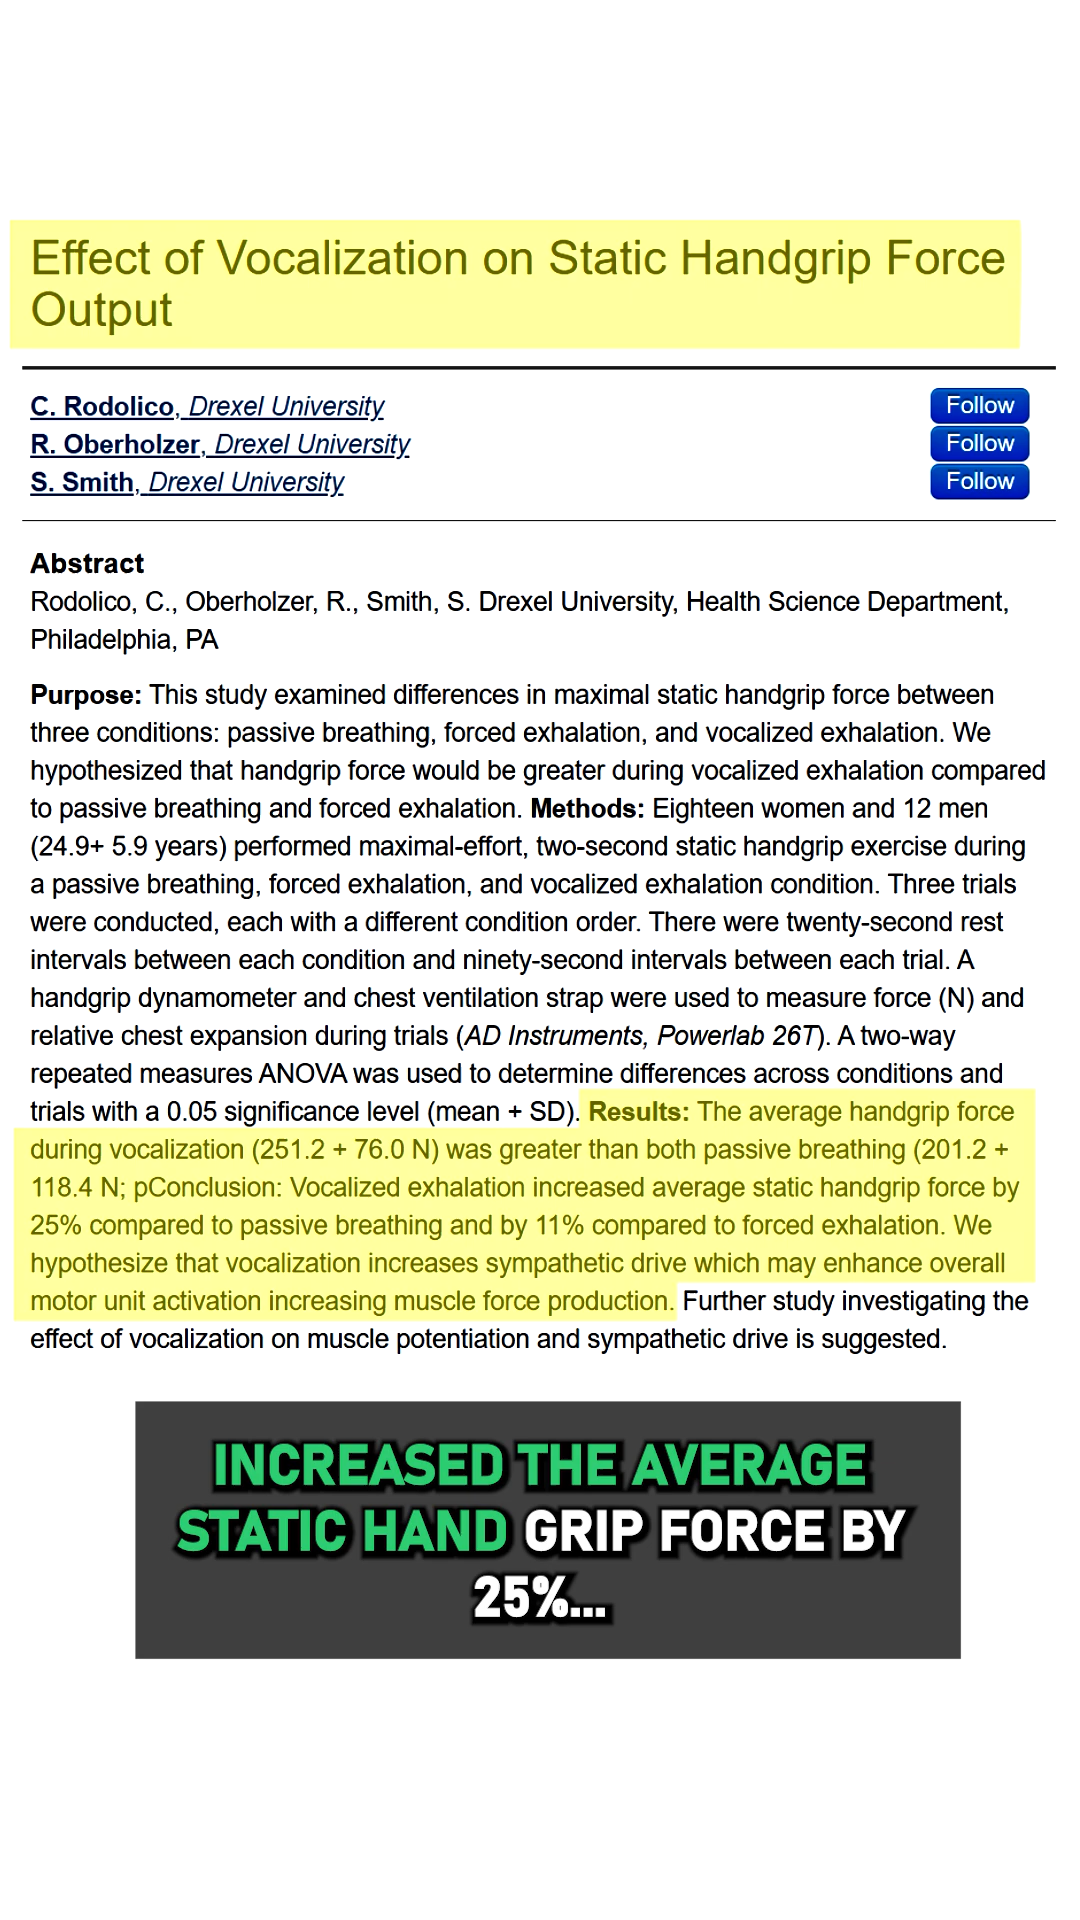 Effect of Vocalization on Static Handgrip Force
Output
C. Rodolico, Drexel University
Follow
R. Oberholzer, Drexel University
Follow
S. Smith, Drexel University
Follow
Abstract
Rodolico, C., Oberholzer, R., Smith, S. Drexel University, Health Science Department,
Philadelphia, PA
Purpose: This study examined differences in maximal static handgrip force between
three conditions: passive breathing, forced exhalation, and vocalized exhalation. We
hypothesized that handgrip force would be greater during vocalized exhalation compared
to passive breathing and forced exhalation. Methods: Eighteen women and 12 men
(24.9+ 5.9 years) performed maximal-effort, two-second static handgrip exercise during
a passive breathing, forced exhalation, and vocalized exhalation condition. Three trials
were conducted, each with a different condition order. There were twenty-second rest
intervals between each condition and ninety-second intervals between each trial. A
handgrip dynamometer and chest ventilation strap were used to measure force (N) and
relative chest expansion during trials (AD Instruments, Powerlab 26T). A two-way
repeated measures ANOVA was used to determine differences across conditions and
trials with a 0.05 significance level (mean + SD). Results: The average handgrip force
during vocalization (251.2 + 76.0 N) was greater than both passive breathing (201.2 +
118.4 N; pConclusion: Vocalized exhalation increased average static handgrip force by
25% compared to passive breathing and by 11% compared to forced exhalation. We
hypothesize that vocalization increases sympathetic drive which may enhance overall
motor unit activation increasing muscle force production. Further study investigating the
effect of vocalization on muscle potentiation and sympathetic drive is suggested.
INCREASED THE AVERAGE
STATIC HAND GRIP FORCE BY
25%...